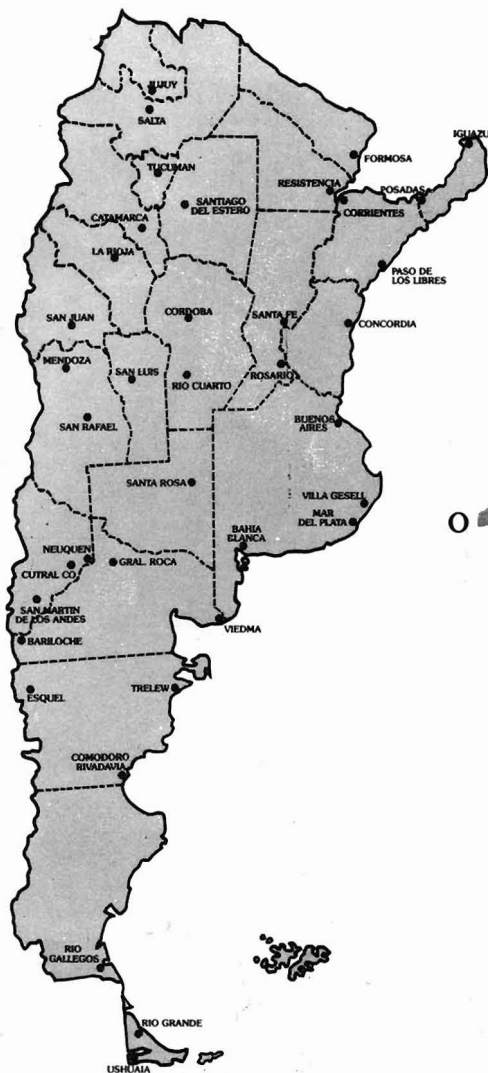 JUJUY
SALTA
IGUAZU
FORMOSA
TUCUMAN
RESISTENCIA
POSADAS
SANTIAGO
DEL ESTERO
CORRIENTES
CATAMARCA
LA RIOJA
PASO DE
LOS LIBRES
SAN JUAN
CORDOBA
SANTA FE
CONCORDIA
MENDOZA
SAN LUIS
RIO CUARTO
ROSARIO
SAN RAFAEL
BUENOS
AIRES
SANTA ROSA
VILLA GESELL
MAR
DEL PLATA
O
BAHIA
BLANCA
NEUQUEN
CUTRAL CO
GRAL. ROCA
SAN MARTIN
DE LOS ANDES
VIEDMA
BARILOCHE
ESQUEL
TRELEW
COMODORO
RIVADAVIA
RIO
GALLEGOS
RIO GRANDE
USHUAIA